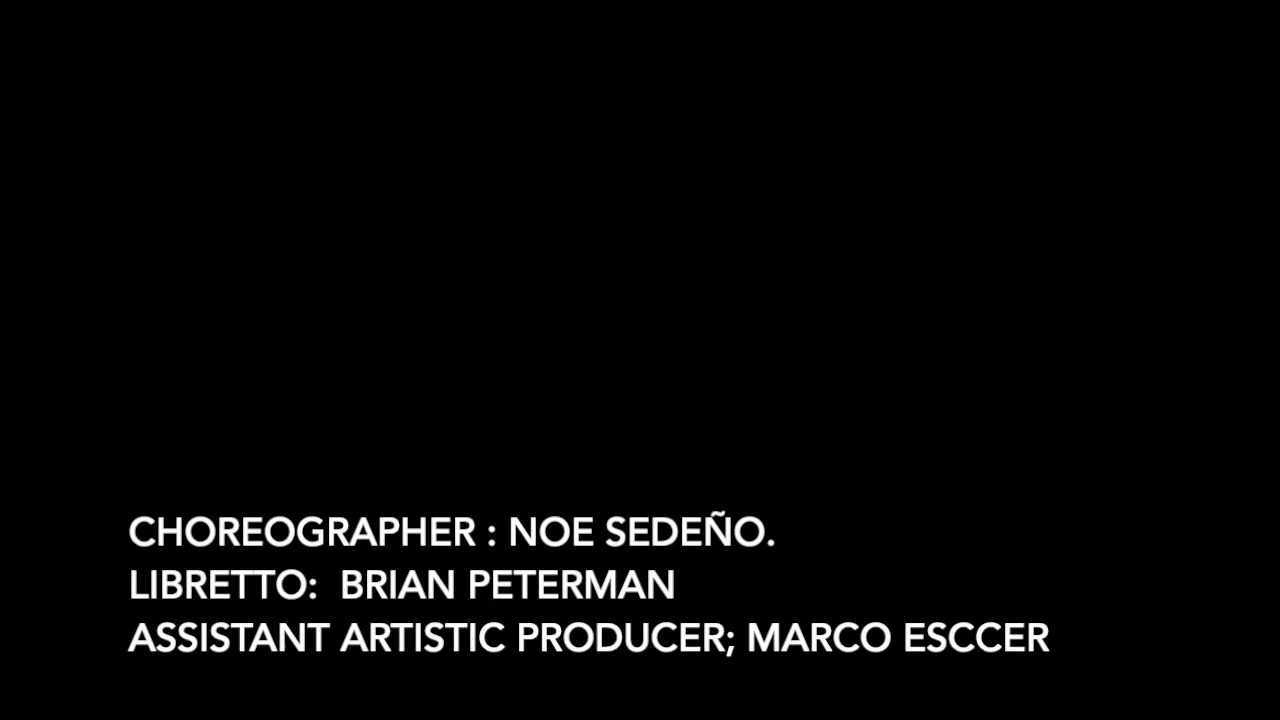 CHOREOGRAPHER : NOE SEDEÑO.
LIBRETTO:  BRIAN PETERMAN
ASSISTANT ARTISTIC PRODUCER; MARCO ESCCER